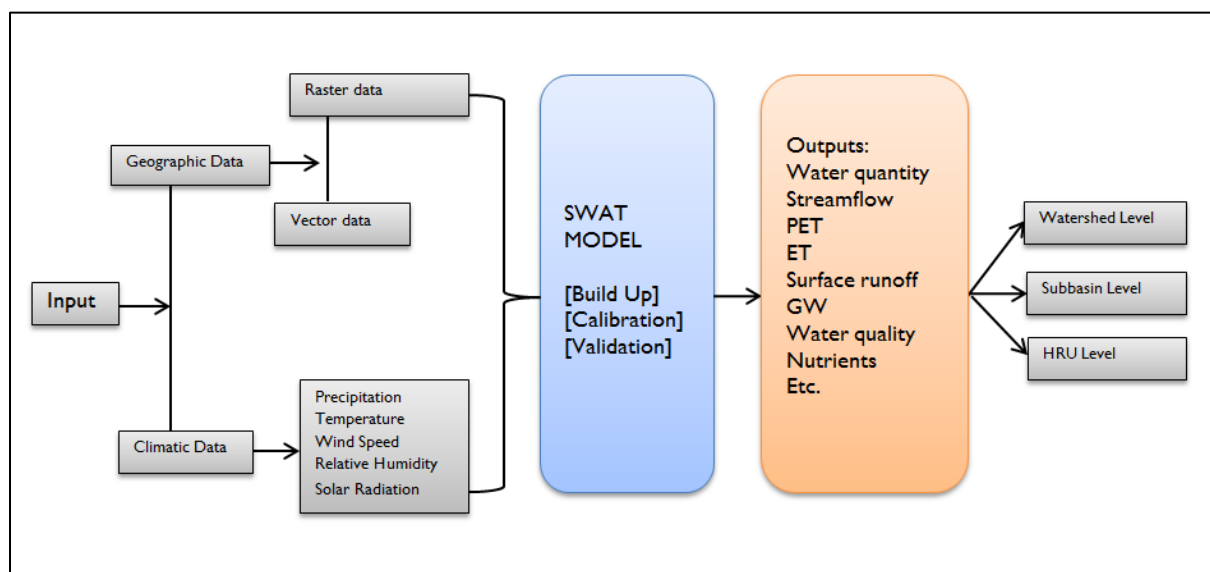 Input
Geographic Data
Climatic Data
Raster data
Vector data
Precipitation
Temperature
Wind Speed
Relative Humidity
Solar Radiation
SWAT
MODEL
[Build Up]
[Calibration]
[Validation]
Outputs:
Water quantity
Streamflow
PET
ET
Surface runoff
GW
Water quality
Nutrients
Etc.
Watershed Level
Subbasin Level
HRU Level